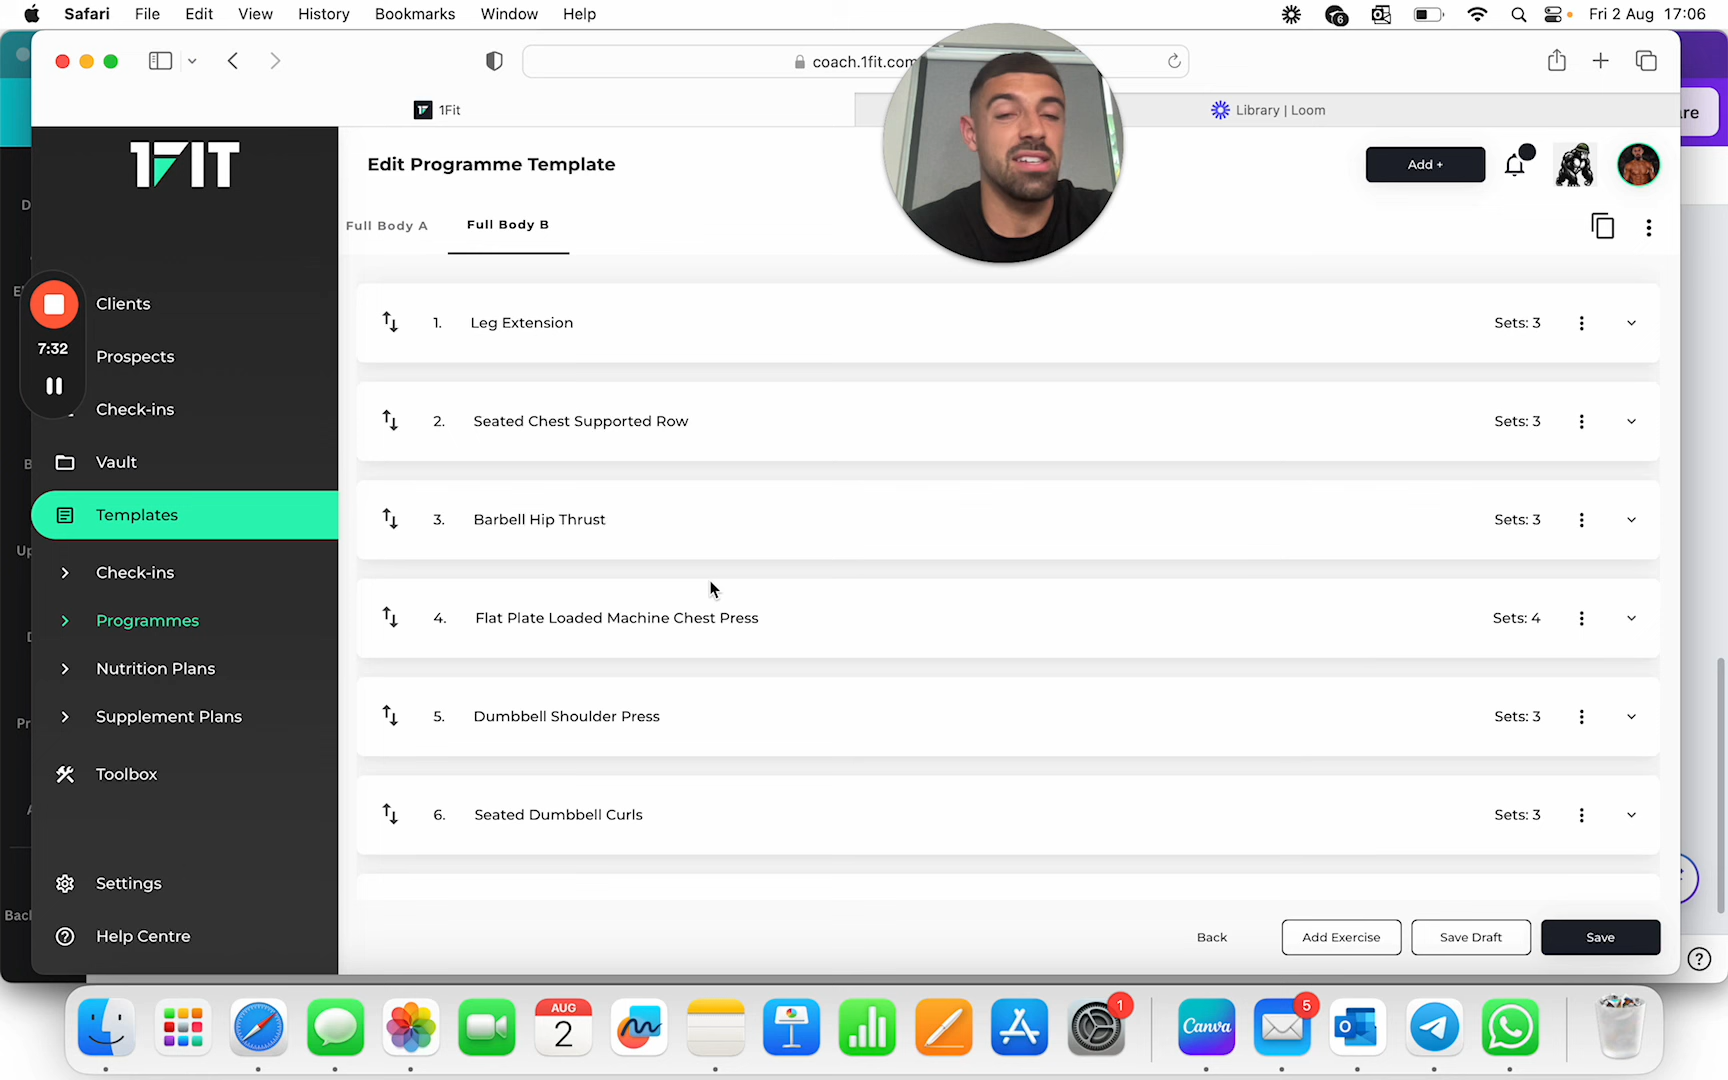 Safari File Edit View History Bookmarks Window Help
6
Fri 2 Aug 17:06
coach.1fit.com
1Fit
Library | Loom
1FIT
Edit Programme Template
Add +
Full Body A
Full Body B
7:32
Clients
Prospects
Check-ins
Vault
Templates
Check-ins
Programmes
Nutrition Plans
Supplement Plans
Toolbox
Settings
Help Centre
1. Leg Extension Sets: 3
2. Seated Chest Supported Row Sets: 3
3. Barbell Hip Thrust Sets: 3
4. Flat Plate Loaded Machine Chest Press Sets: 4
5. Dumbbell Shoulder Press Sets: 3
6. Seated Dumbbell Curls Sets: 3
Back
Add Exercise
Save Draft
Save
AUG
2
1
Canva
5